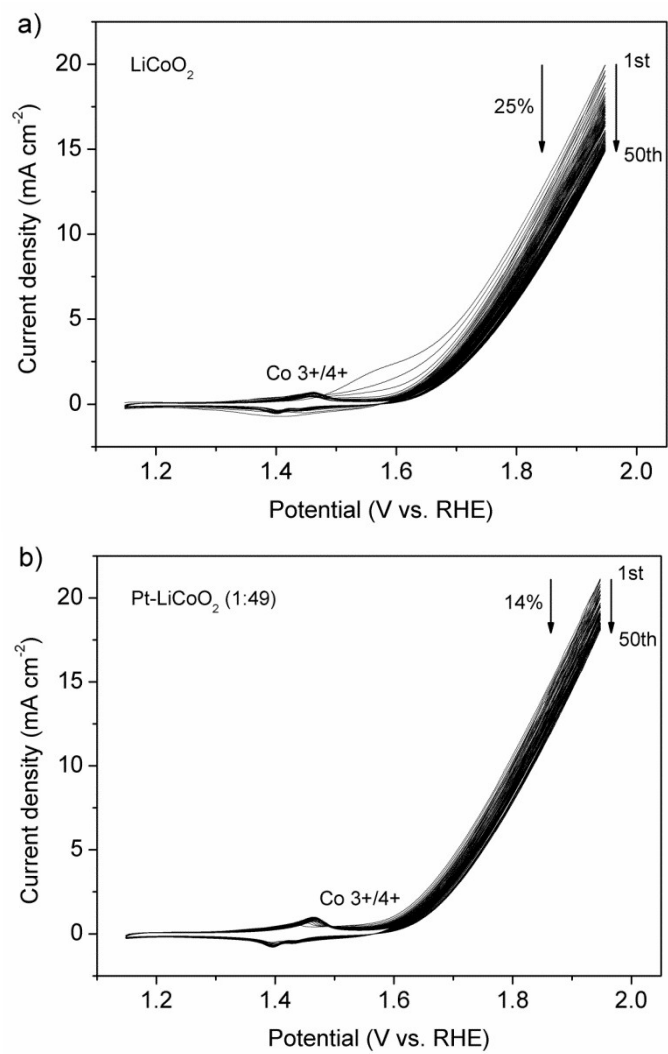 a)
LiCoO₂
1st
25%
50th
Co 3+/4+
20
15
10
5
0
Current density (mA cm⁻²)
1.2 1.4 1.6 1.8 2.0
Potential (V vs. RHE)
b)
Pt-LiCoO₂ (1:49)
1st
14%
50th
Co 3+/4+
20
15
10
5
0
Current density (mA cm⁻²)
1.2 1.4 1.6 1.8 2.0
Potential (V vs. RHE)